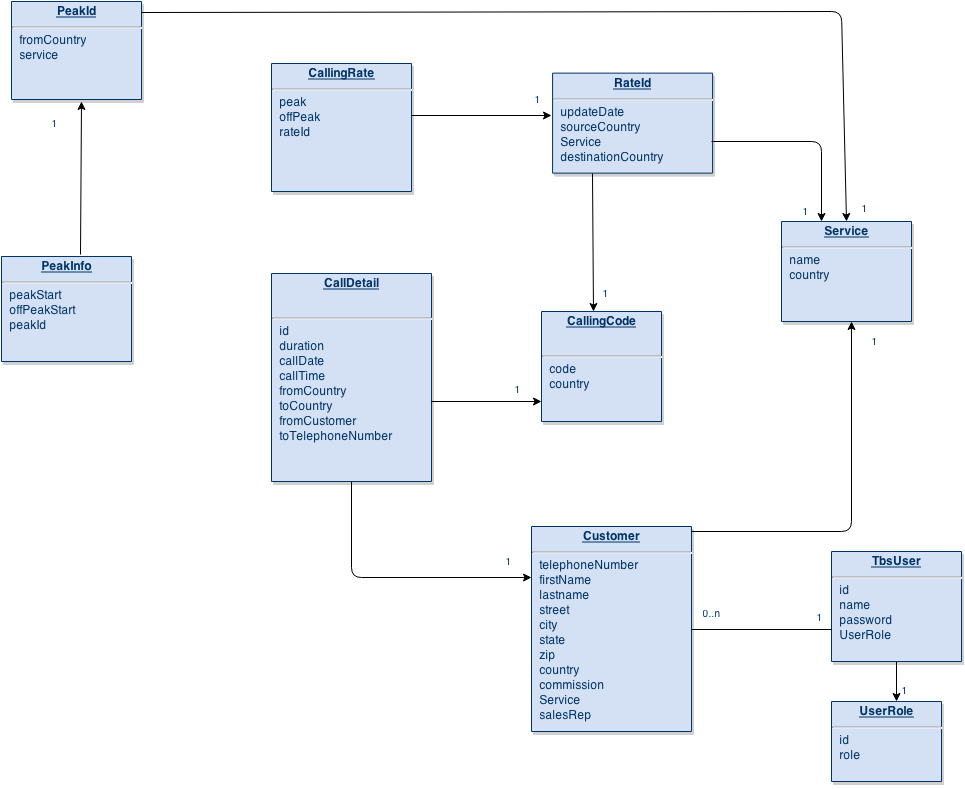 PeakId
fromCountry
service
1
PeakInfo
peakStart
offPeakStart
peakId
CallingRate
peak
offPeak
rateId
1
RateId
updateDate
sourceCountry
Service
destinationCountry
1
1
Service
name
country
1
CallDetail
id
duration
callDate
callTime
fromCountry
toCountry
fromCustomer
toTelephoneNumber
1
1
CallingCode
code
country
1
Customer
telephoneNumber
firstName
lastname
street
city
state
zip
country
commission
Service
salesRep
0..n
1
TbsUser
id
name
password
UserRole
1
UserRole
id
role